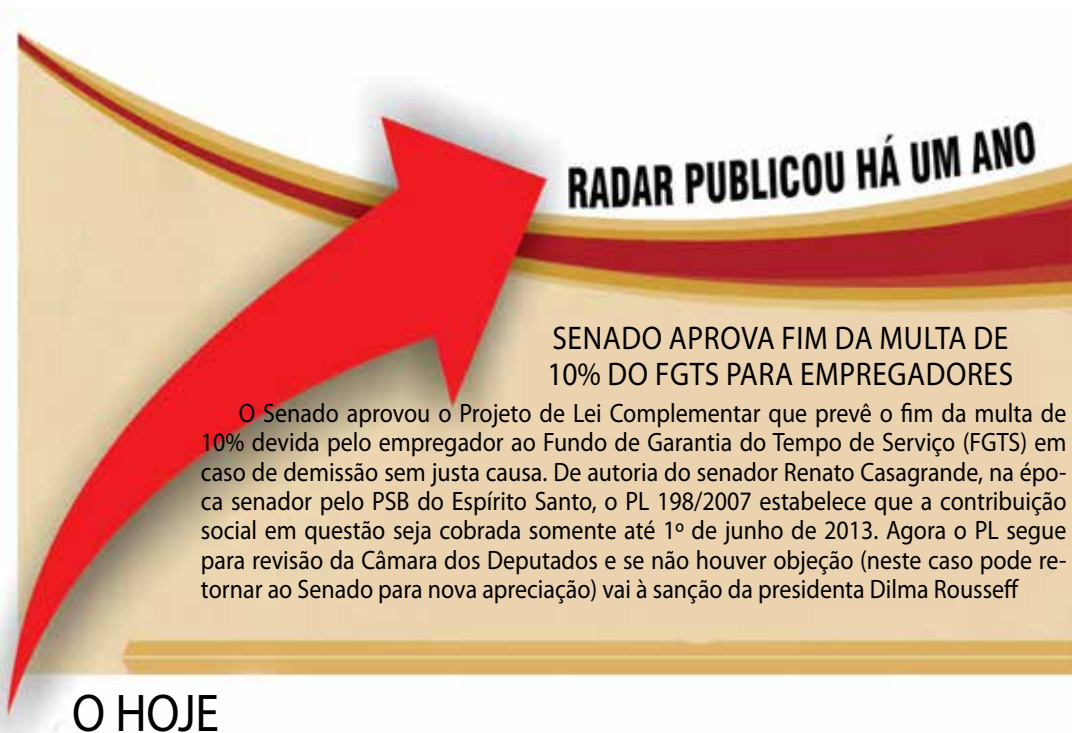 RADAR PUBLICOU HÁ UM ANO
SENADO APROVA FIM DA MULTA DE
10% DO FGTS PARA EMPREGADORES
O Senado aprovou o Projeto de Lei Complementar que prevê o fim da multa de
10% devida pelo empregador ao Fundo de Garantia do Tempo de Serviço (FGTS) em
caso de demissão sem justa causa. De autoria do senador Renato Casagrande, na épo-
ca senador pelo PSB do Espírito Santo, o PL 198/2007 estabelece que a contribuição
social em questão seja cobrada somente até 1º de junho de 2013. Agora o PL segue
para revisão da Câmara dos Deputados e se não houver objeção (neste caso pode re-
tornar ao Senado para nova apreciação) vai à sanção da presidenta Dilma Rousseff
O HOJE